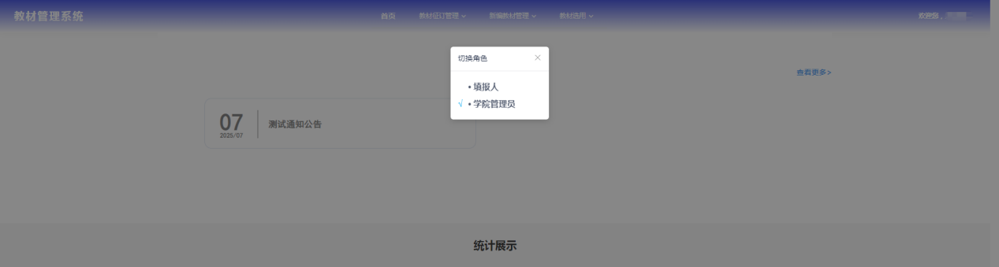 教材管理系统
首页 教材征订管理 新编教材管理 教材选用 欢迎您，
切换角色 ×
查看更多>
• 填报人
√ • 学院管理员
07
2025/07
测试通知公告
统计展示